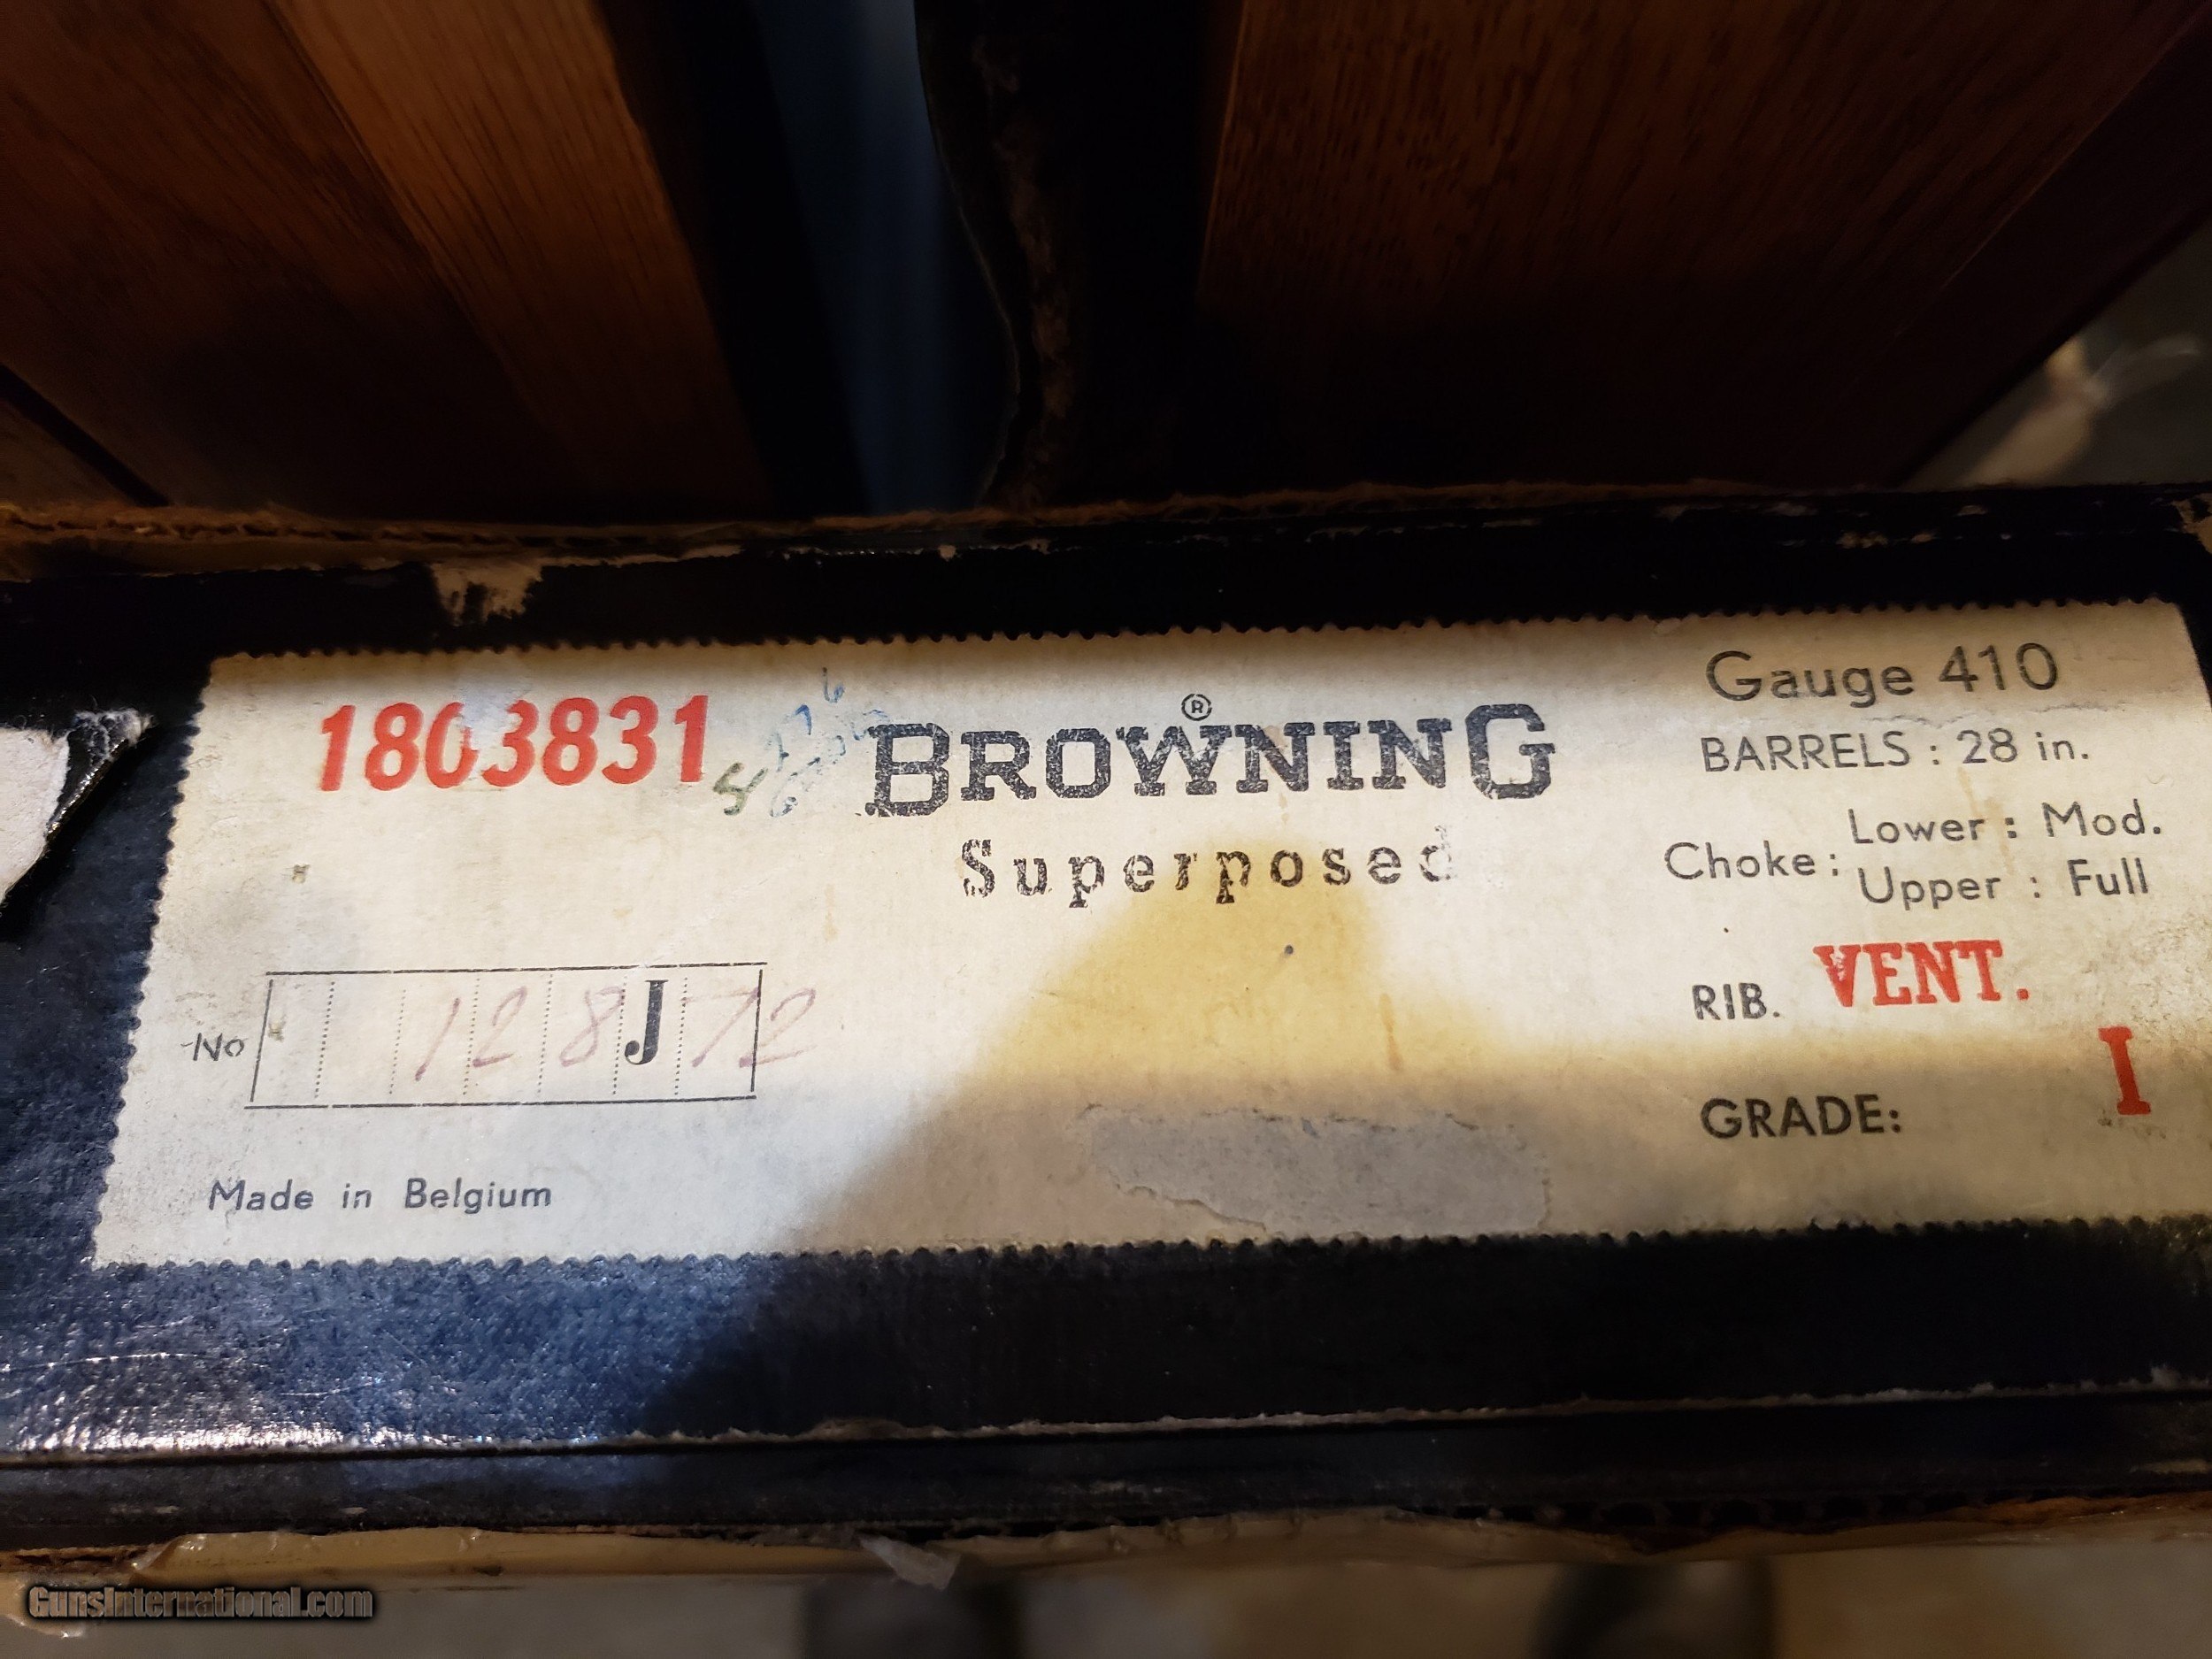 1803831
BROWNING ®
Superposed
Gauge 410
BARRELS : 28 in.
Choke : Lower : Mod.
Upper : Full
RIB. VENT.
GRADE: I
No 128J72
Made in Belgium
GunsInternational.com